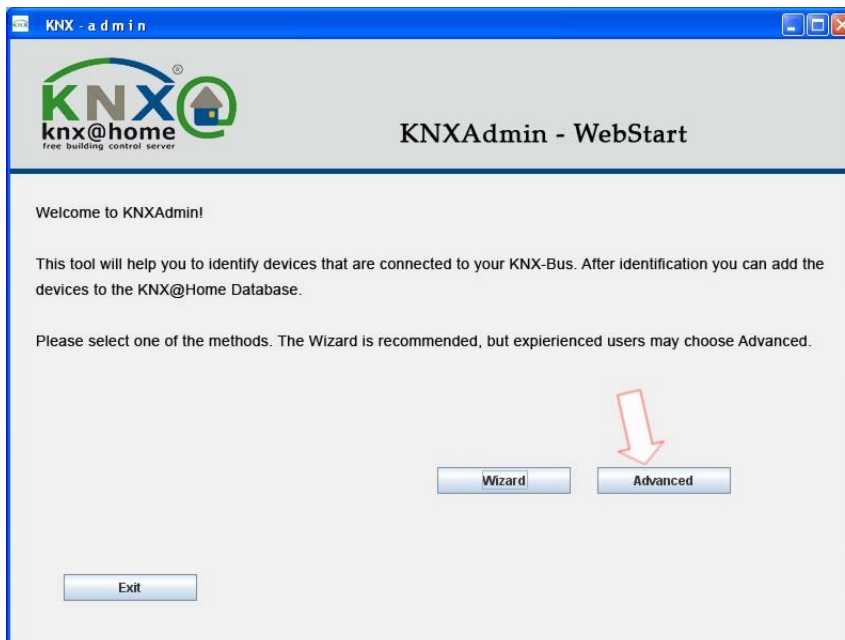 KNX - a d m i n
KNX®
knx@home
free building control server
KNXAdmin - WebStart
Welcome to KNXAdmin!
This tool will help you to identify devices that are connected to your KNX-Bus. After identification you can add the
devices to the KNX@Home Database.
Please select one of the methods. The Wizard is recommended, but expierienced users may choose Advanced.
Wizard
Advanced
Exit